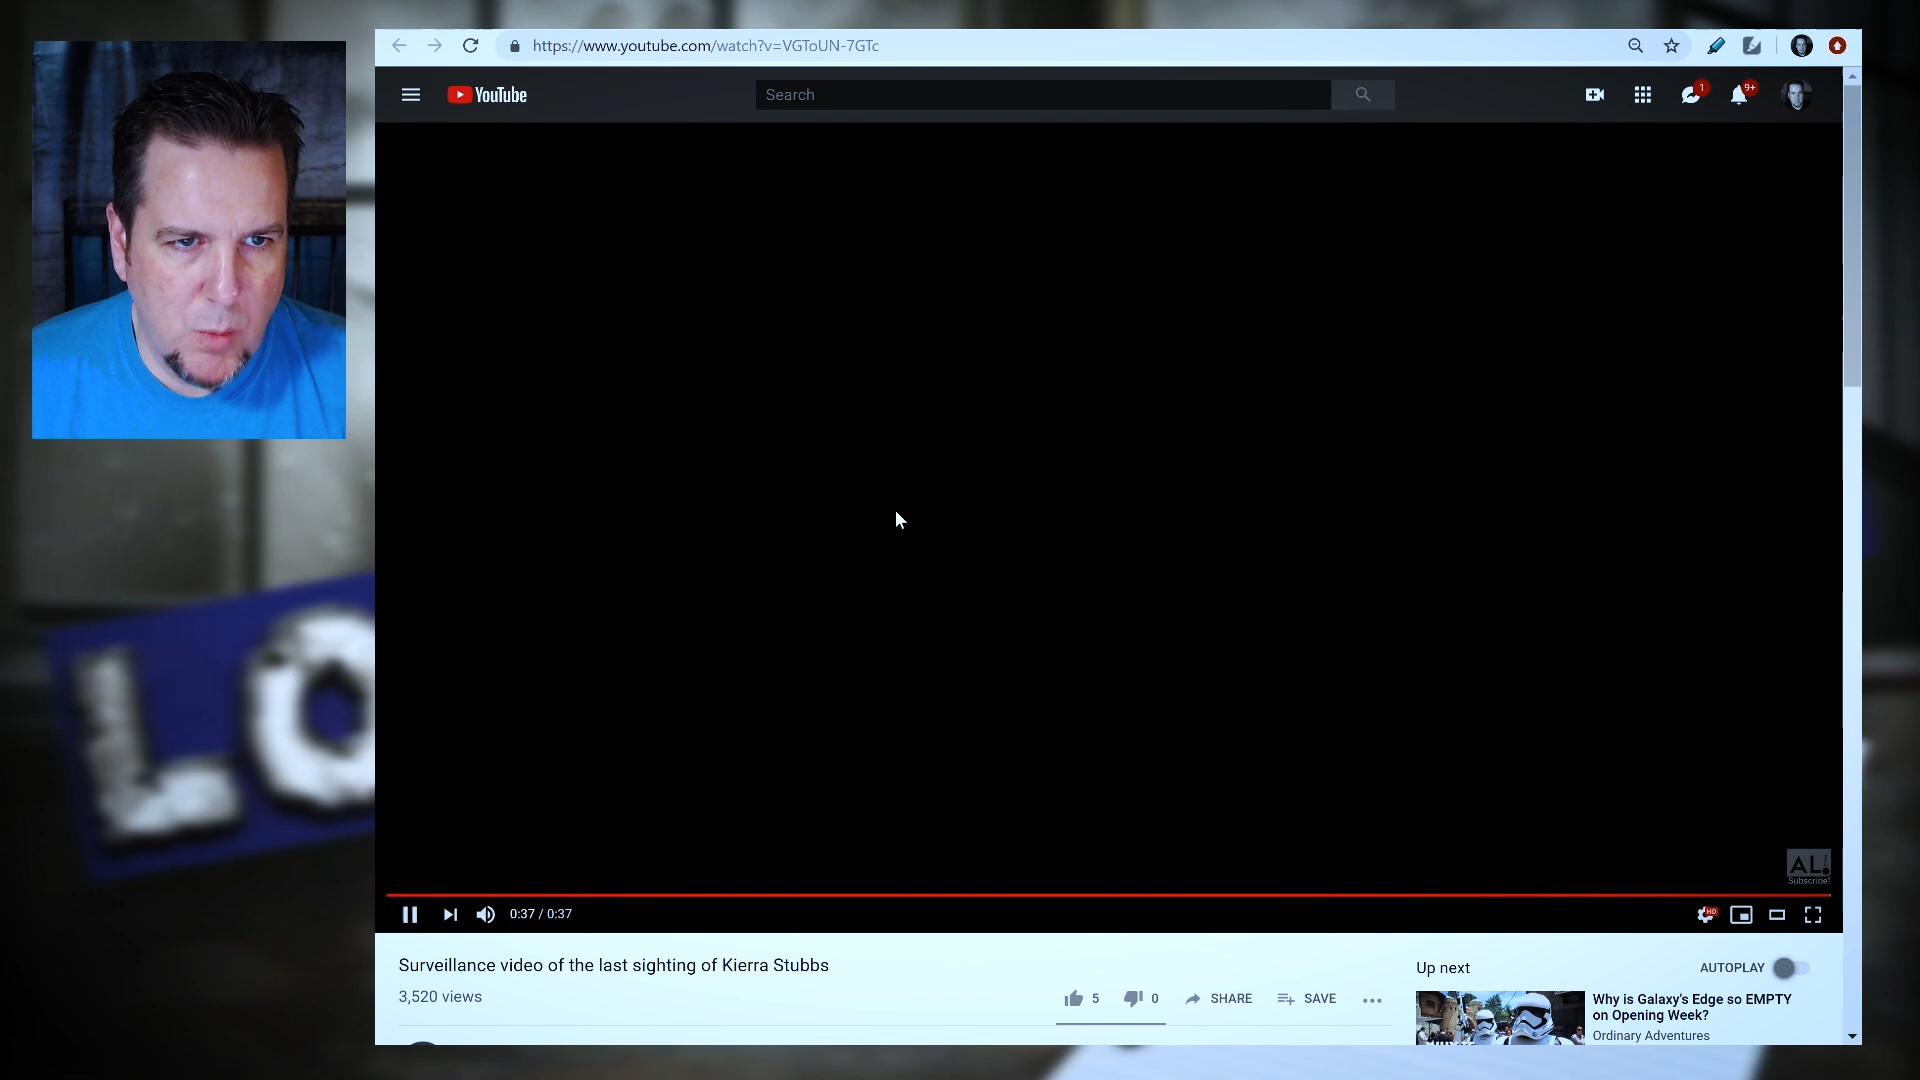 https://www.youtube.com/watch?v=VGToUN-7GTc
YouTube
Search
1
9+
AL.com
Subscribe!
0:37 / 0:37
HD
Surveillance video of the last sighting of Kierra Stubbs
3,520 views
5
0
SHARE
SAVE
Up next
AUTOPLAY
Why is Galaxy's Edge so EMPTY
on Opening Week?
Ordinary Adventures
LO